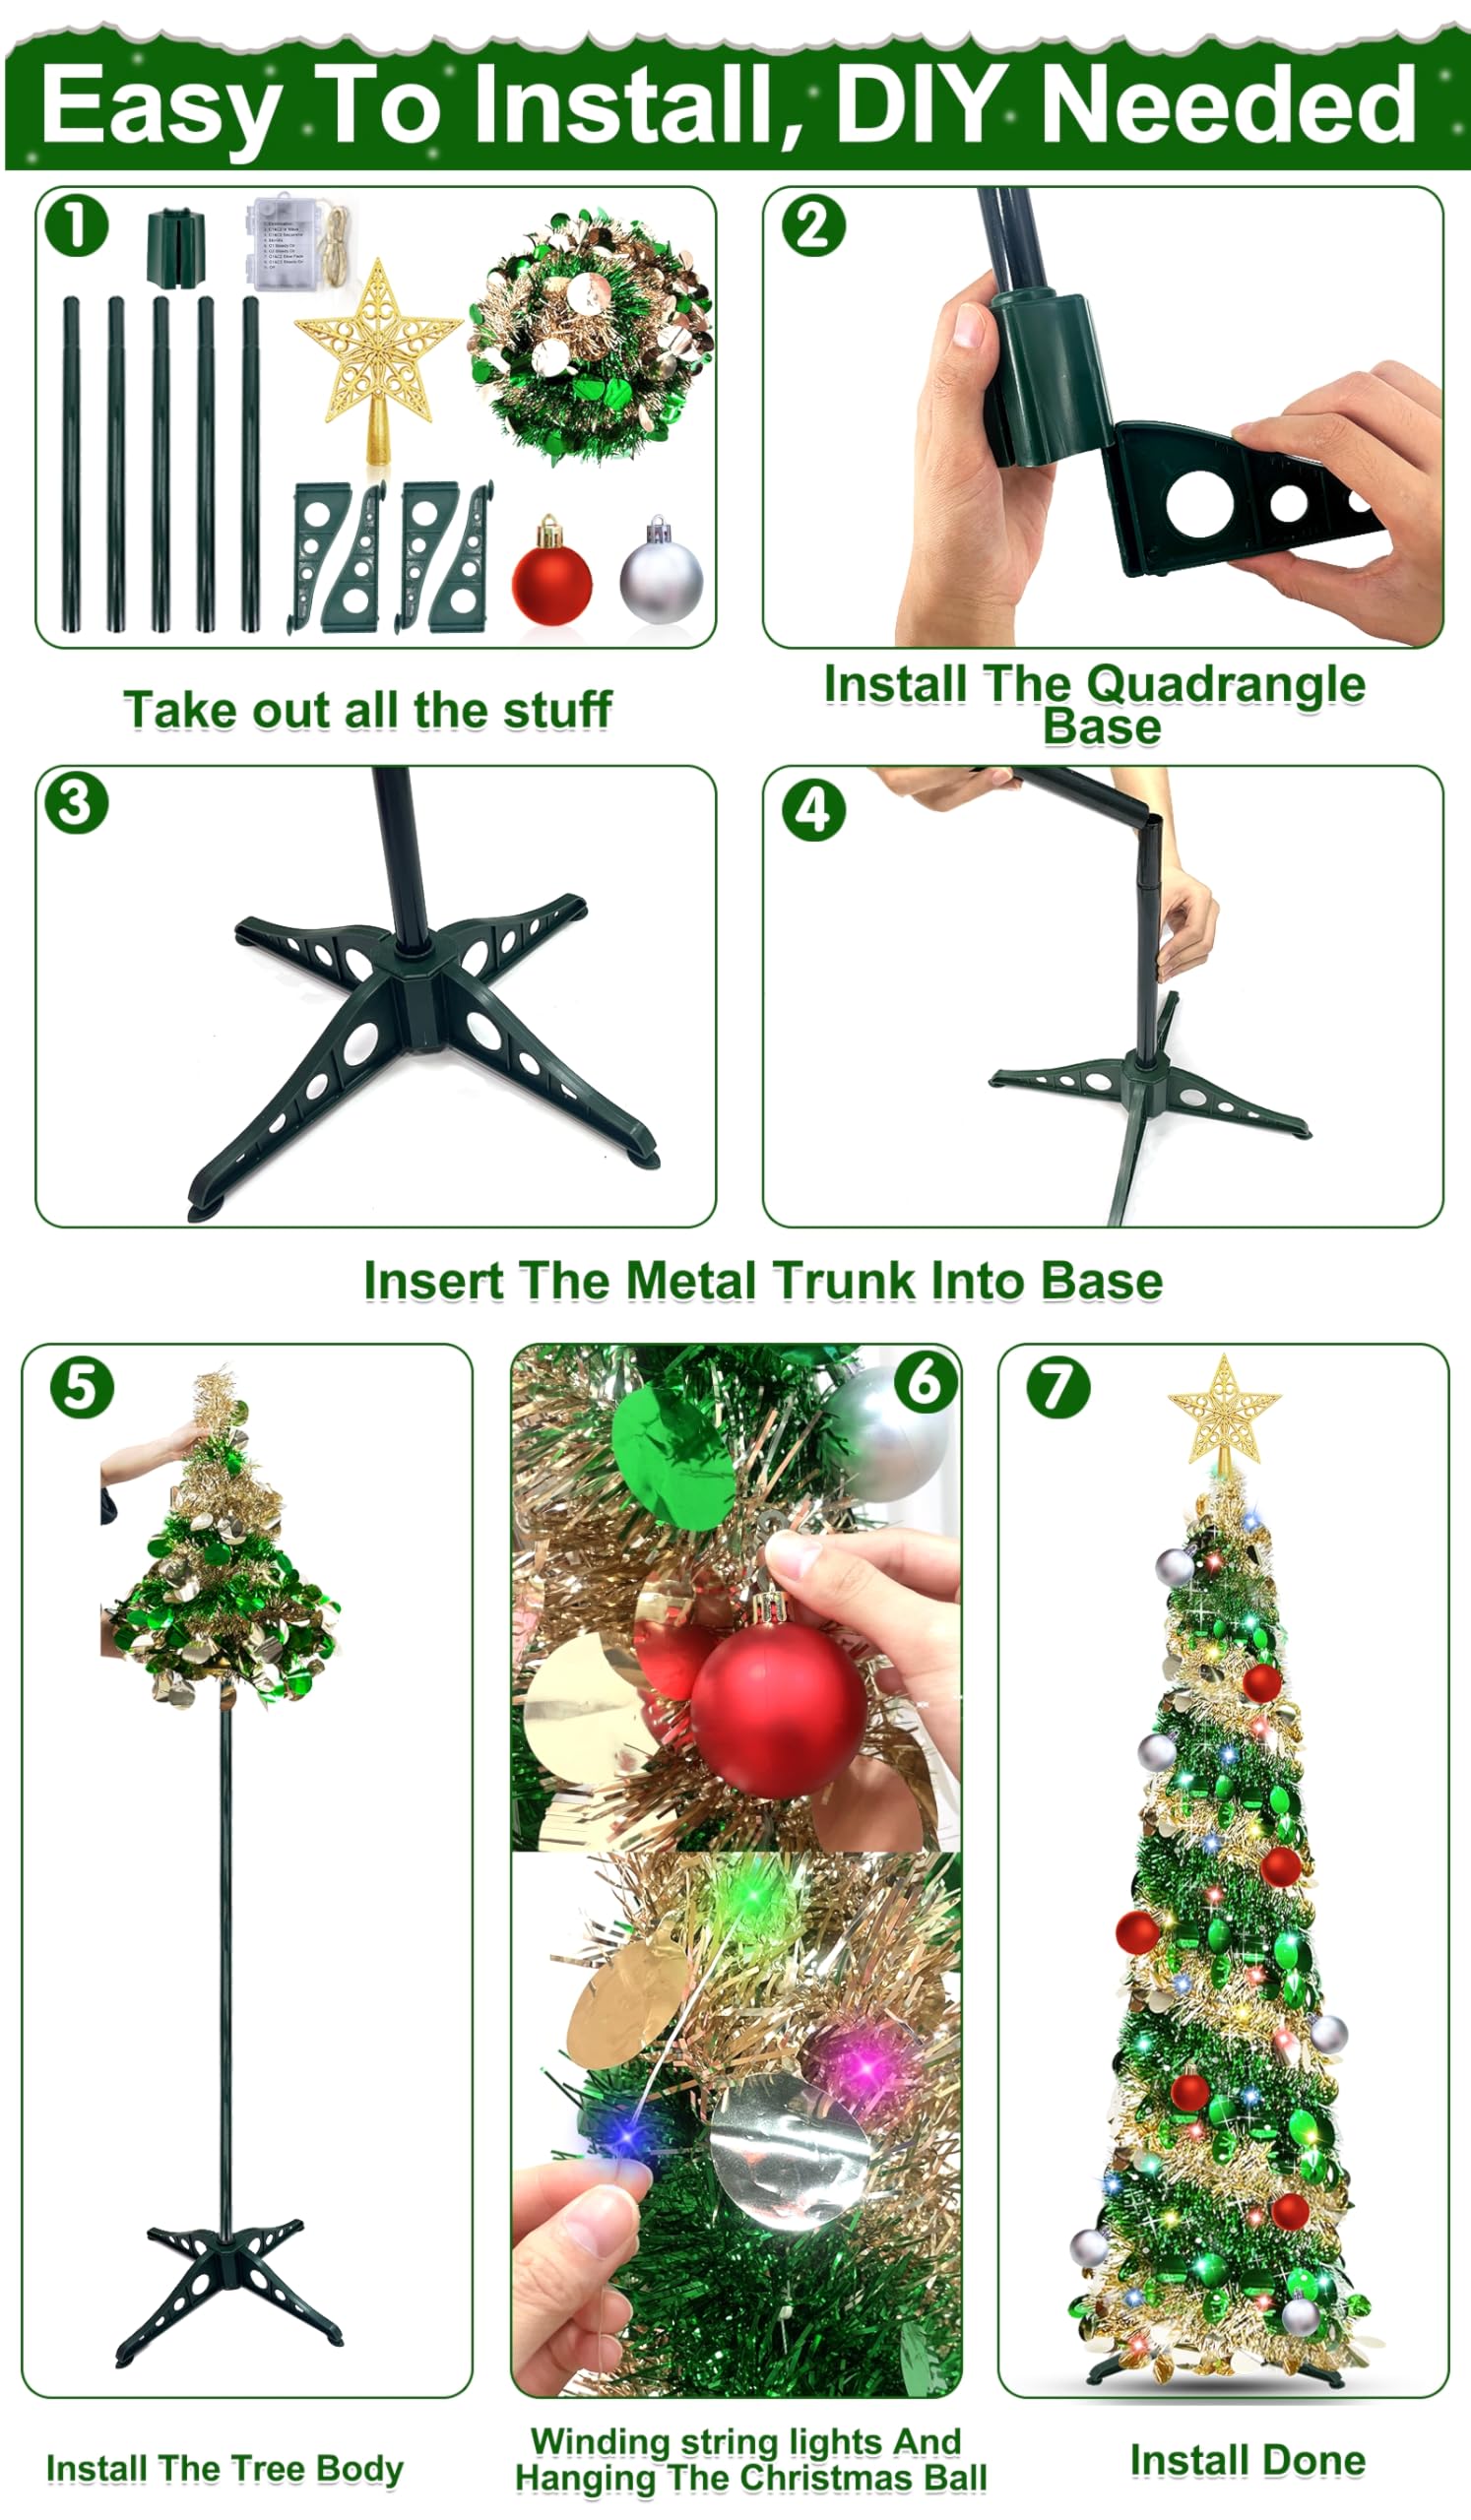 Easy To Install, DIY Needed
1
2
Take out all the stuff
Install The Quadrangle
Base
3
4
Insert The Metal Trunk Into Base
5
6
7
Install The Tree Body
Winding string lights And
Hanging The Christmas Ball
Install Done